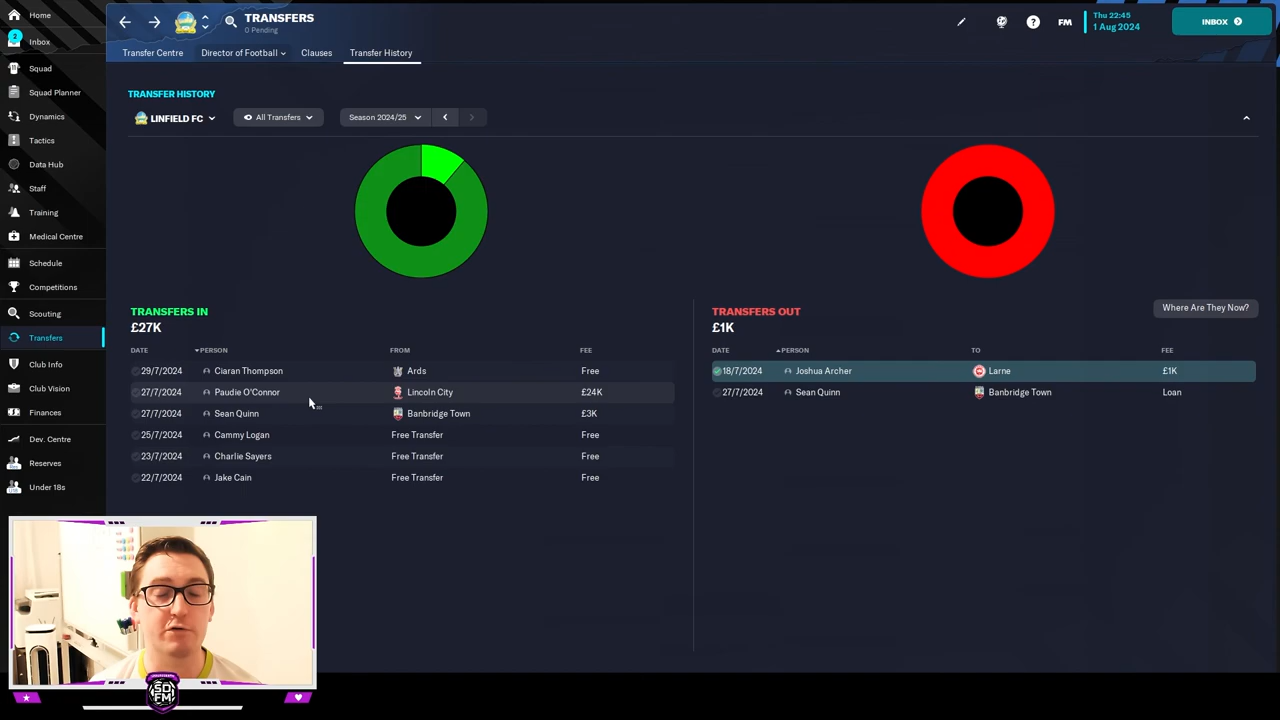 Home
2
Inbox
Squad
Squad Planner
Dynamics
Tactics
Data Hub
Staff
Training
Medical Centre
Schedule
Competitions
Scouting
Transfers
Club Info
Club Vision
Finances
Dev. Centre
Reserves
Under 18s
TRANSFERS
0 Pending
FM
Thu 22:45
1 Aug 2024
INBOX
Transfer Centre Director of Football Clauses Transfer History
TRANSFER HISTORY
LINFIELD FC All Transfers Season 2024/25
TRANSFERS IN
£27K
DATE PERSON FROM FEE
29/7/2024 Ciaran Thompson Ards Free
27/7/2024 Paudie O'Connor Lincoln City £24K
27/7/2024 Sean Quinn Banbridge Town £3K
25/7/2024 Cammy Logan Free Transfer Free
23/7/2024 Charlie Sayers Free Transfer Free
22/7/2024 Jake Cain Free Transfer Free
TRANSFERS OUT
£1K
Where Are They Now?
DATE PERSON TO FEE
18/7/2024 Joshua Archer Larne £1K
27/7/2024 Sean Quinn Banbridge Town Loan
SD
FM